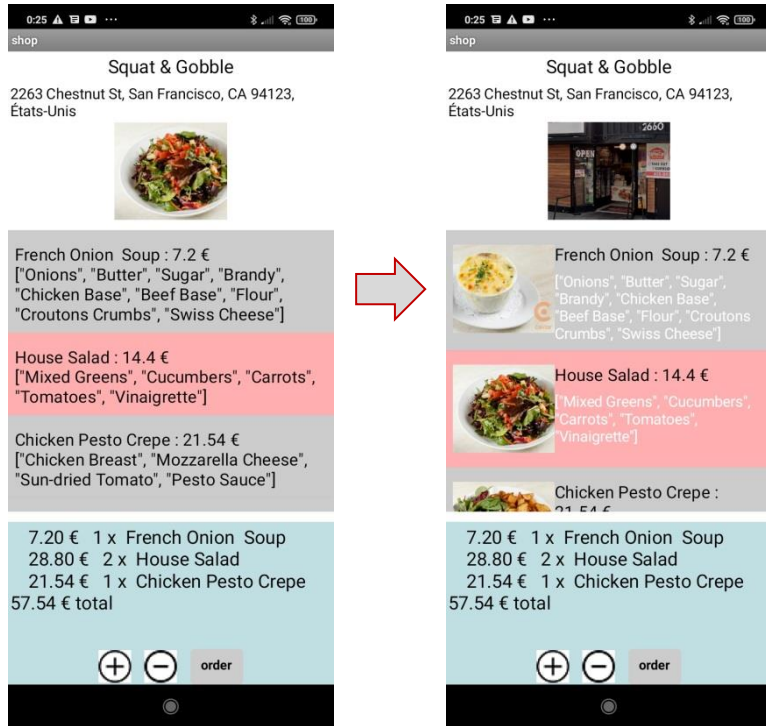 0:25
100
shop
Squat & Gobble
2263 Chestnut St, San Francisco, CA 94123,
États-Unis
French Onion  Soup : 7.2 €
["Onions", "Butter", "Sugar", "Brandy",
"Chicken Base", "Beef Base", "Flour",
"Croutons Crumbs", "Swiss Cheese"]
House Salad : 14.4 €
["Mixed Greens", "Cucumbers", "Carrots",
"Tomatoes", "Vinaigrette"]
Chicken Pesto Crepe : 21.54 €
["Chicken Breast", "Mozzarella Cheese",
"Sun-dried Tomato", "Pesto Sauce"]
7.20 €  1 x  French Onion  Soup
28.80 €  2 x  House Salad
21.54 €  1 x  Chicken Pesto Crepe
57.54 € total
order
0:25
100
shop
Squat & Gobble
2263 Chestnut St, San Francisco, CA 94123,
États-Unis
2660
OPEN
French Onion  Soup : 7.2 €
["Onions", "Butter", "Sugar",
"Brandy", "Chicken Base",
"Beef Base", "Flour", "Croutons
Crumbs", "Swiss Cheese"]
House Salad : 14.4 €
["Mixed Greens", "Cucumbers",
"Carrots", "Tomatoes",
"Vinaigrette"]
Chicken Pesto Crepe :
21.54 €
7.20 €  1 x  French Onion  Soup
28.80 €  2 x  House Salad
21.54 €  1 x  Chicken Pesto Crepe
57.54 € total
order